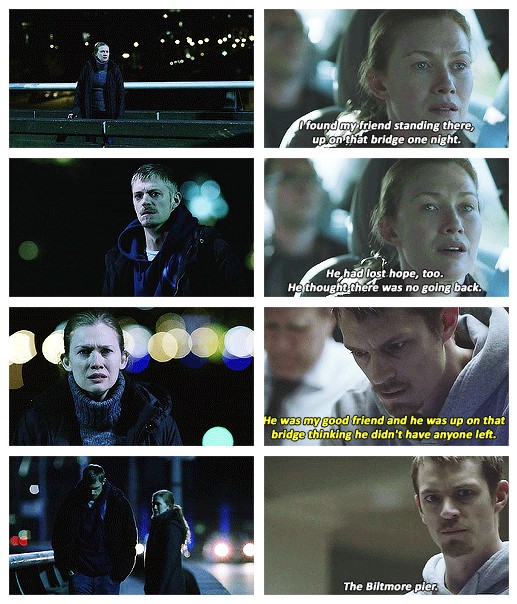 I found my friend standing there,
up on that bridge one night.
He had lost hope, too.
He thought there was no going back.
He was my good friend and he was up on that
bridge thinking he didn't have anyone left.
The Biltmore pier.